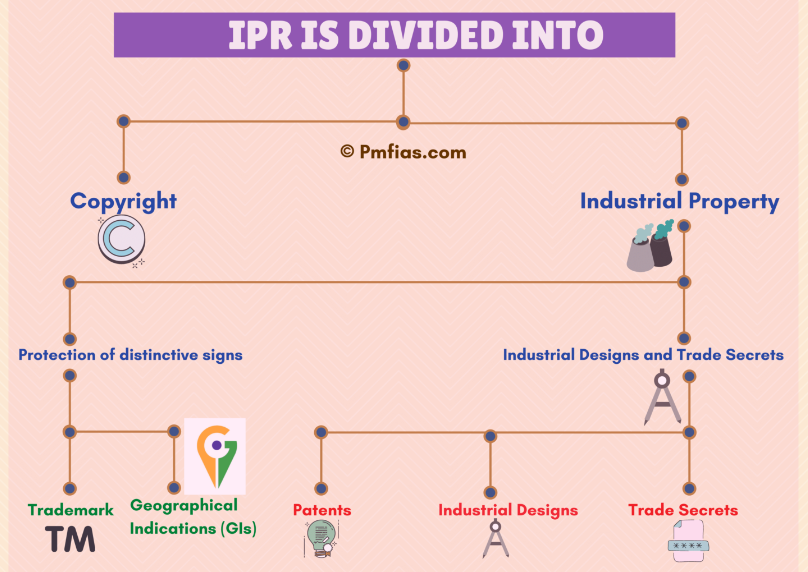 IPR IS DIVIDED INTO
© Pmfias.com
Copyright
Industrial Property
C
Protection of distinctive signs
Industrial Designs and Trade Secrets
Trademark
Geographical
Indications (GIs)
Patents
Industrial Designs
Trade Secrets
TM
****